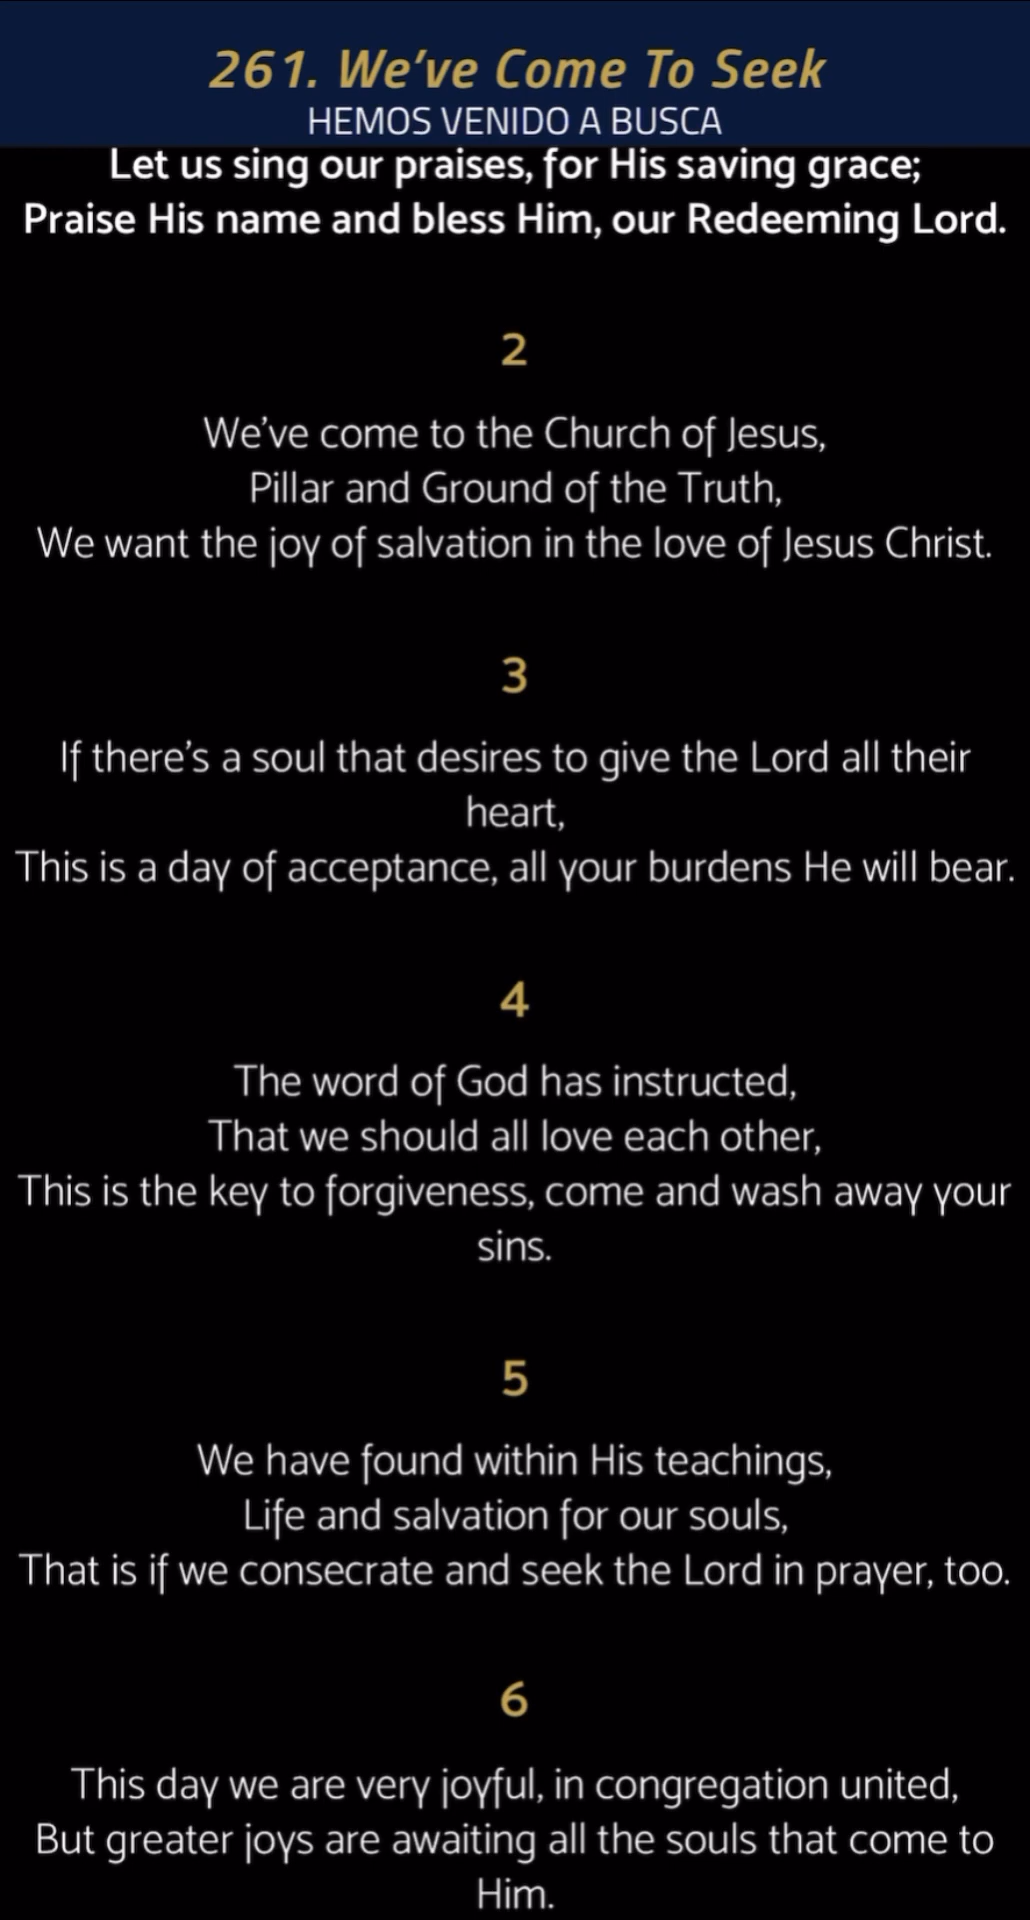 261. We've Come To Seek
HEMOS VENIDO A BUSCA
Let us sing our praises, for His saving grace;
Praise His name and bless Him, our Redeeming Lord.
2
We've come to the Church of Jesus,
Pillar and Ground of the Truth,
We want the joy of salvation in the love of Jesus Christ.
3
If there's a soul that desires to give the Lord all their
heart,
This is a day of acceptance, all your burdens He will bear.
4
The word of God has instructed,
That we should all love each other,
This is the key to forgiveness, come and wash away your
sins.
5
We have found within His teachings,
Life and salvation for our souls,
That is if we consecrate and seek the Lord in prayer, too.
6
This day we are very joyful, in congregation united,
But greater joys are awaiting all the souls that come to
Him.